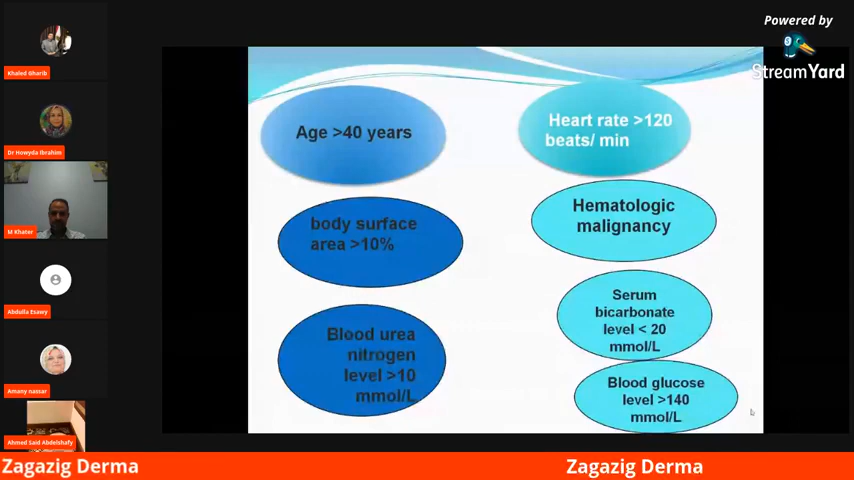 Powered by
StreamYard
Khaled Gharib
Dr Howyda Ibrahim
M Khater
Abdulla Esawy
Amany nassar
Ahmed Said Abdelshafy
Age >40 years
Heart rate >120
beats/ min
body surface
area >10%
Hematologic
malignancy
Blood urea
nitrogen
level >10
mmol/L
Serum
bicarbonate
level < 20
mmol/L
Blood glucose
level >140
mmol/L
Zagazig Derma
Zagazig Derma